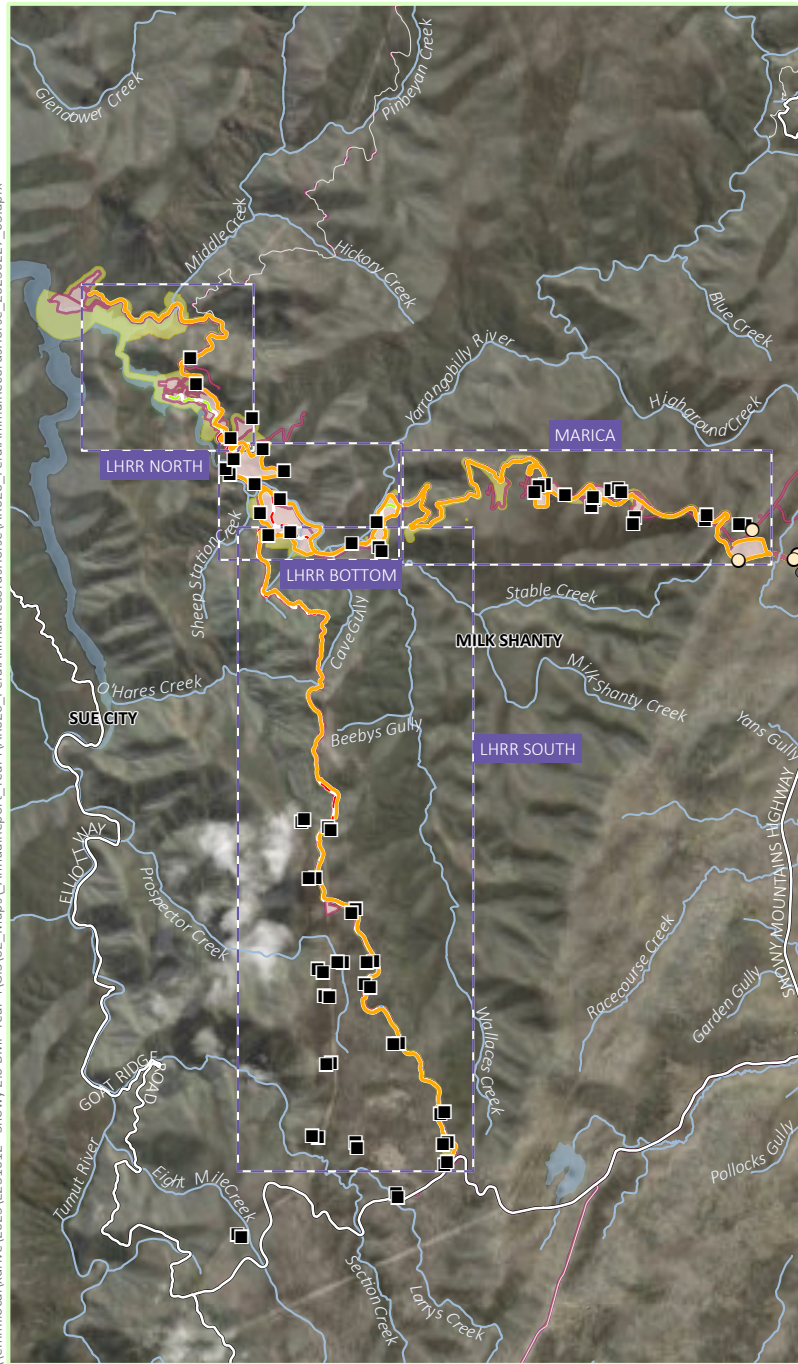 Glendower Creek
Pinbeyan Creek
Middle Creek
Hickory Creek
Blue Creek
Yarrangobilly River
Highground Creek
MARICA
LHRR NORTH
Sheep Station Creek
LHRR BOTTOM
Stable Creek
Cave Gully
MILK SHANTY
Milk Shanty Creek
O'Hares Creek
SUE CITY
Beebys Gully
LHRR SOUTH
Yans Gully
SNOWY MOUNTAINS HIGHWAY
ELLIOTT WAY
Prospector Creek
Racecourse Creek
Garden Gully
Wallaces Creek
GOAT RIDGE ROAD
Tumut River
Eight Mile Creek
Pollocks Gully
Section Creek
Larrys Creek